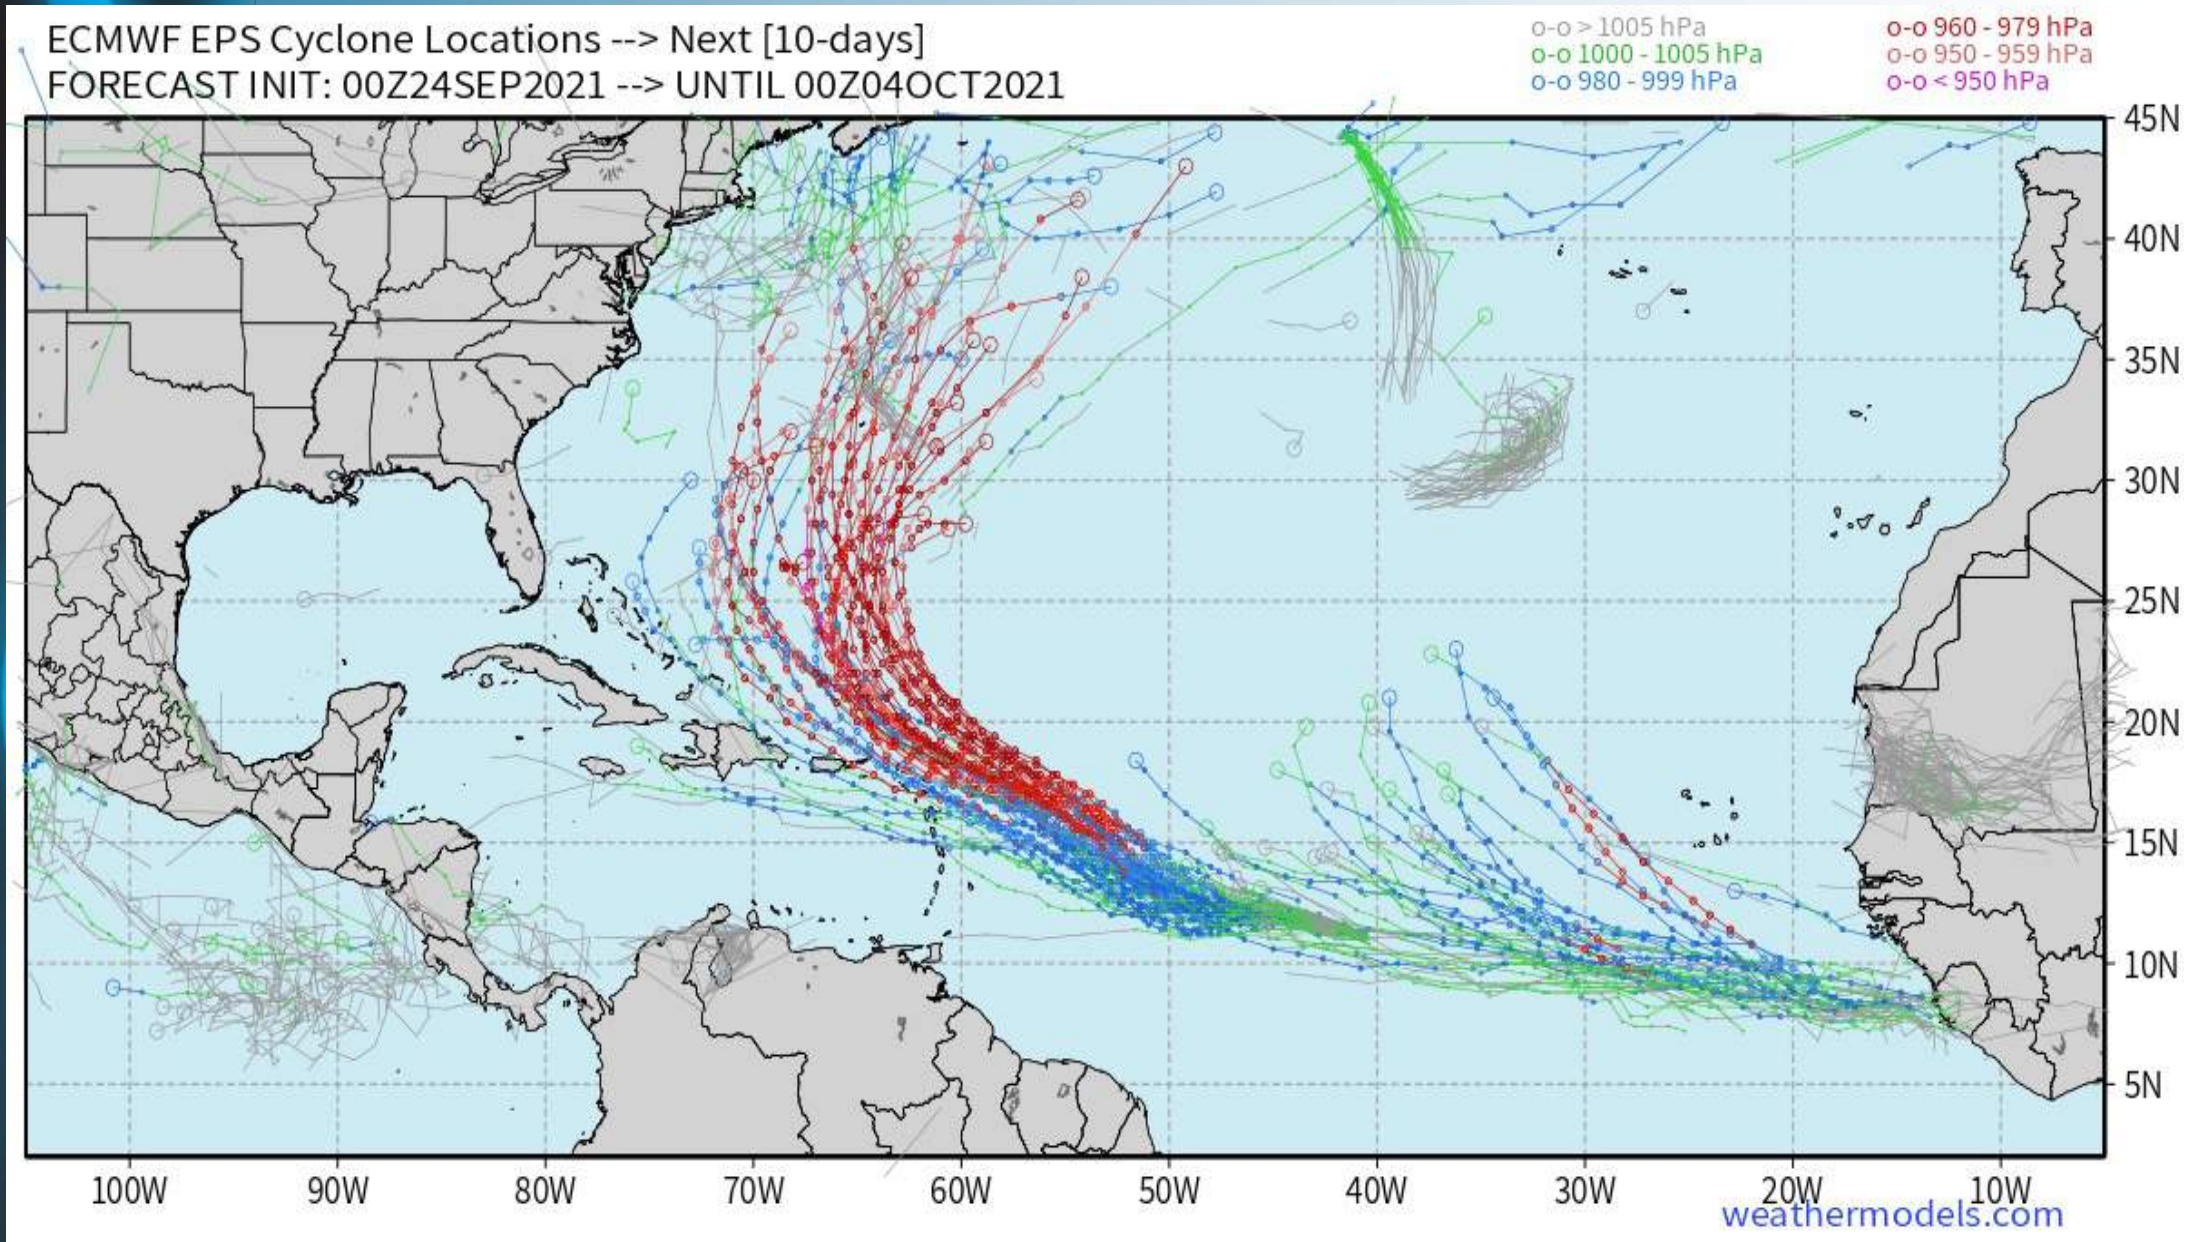 ECMWF EPS Cyclone Locations --> Next [10-days]
FORECAST INIT: 00Z24SEP2021 --> UNTIL 00Z04OCT2021
o-o > 1005 hPa
o-o 1000 - 1005 hPa
o-o 980 - 999 hPa
o-o 960 - 979 hPa
o-o 950 - 959 hPa
o-o < 950 hPa
45N
40N
35N
30N
25N
20N
15N
10N
5N
100W 90W 80W 70W 60W 50W 40W 30W 20W 10W
weathermodels.com